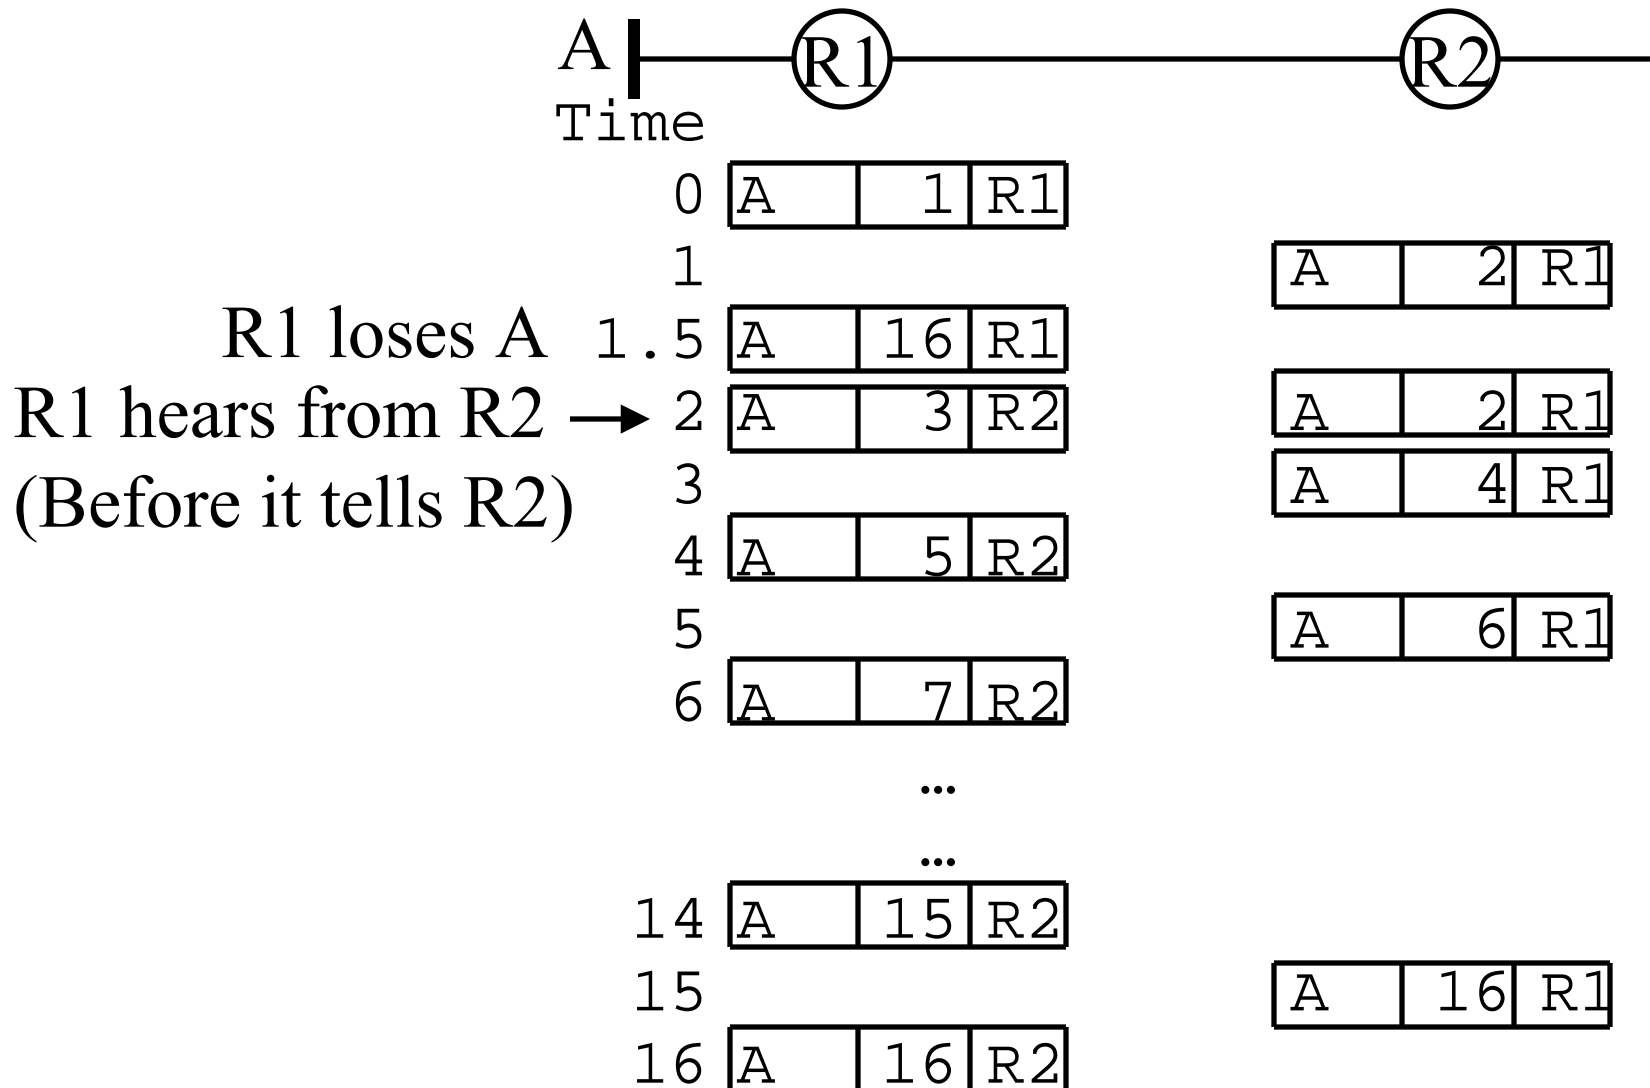 A R1 R2
Time
0 A 1 R1
1 A 2 R1
R1 loses A 1.5 A 16 R1
R1 hears from R2 2 A 3 R2 A 2 R1
(Before it tells R2) 3 A 4 R1
4 A 5 R2
5 A 6 R1
6 A 7 R2
...
...
14 A 15 R2
15 A 16 R1
16 A 16 R2